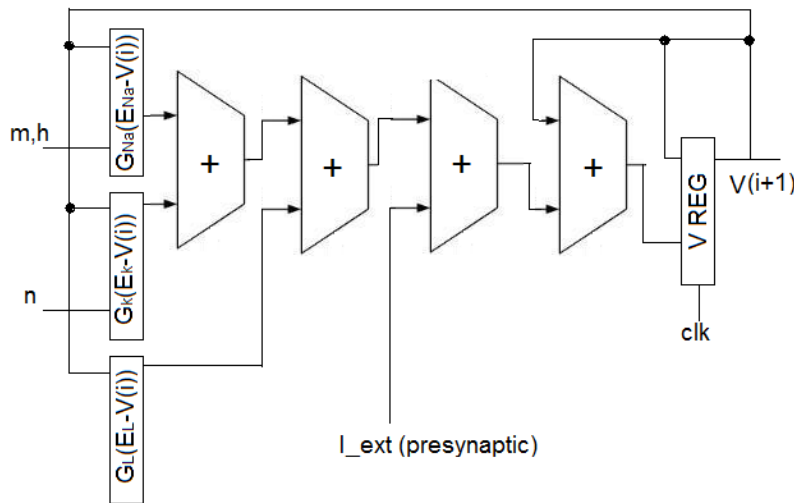 G_Na(E_Na-V(i))
m,h
+
+
+
+
V REG
V(i+1)
G_k(E_k-V(i))
n
clk
G_L(E_L-V(i))
I_ext (presynaptic)